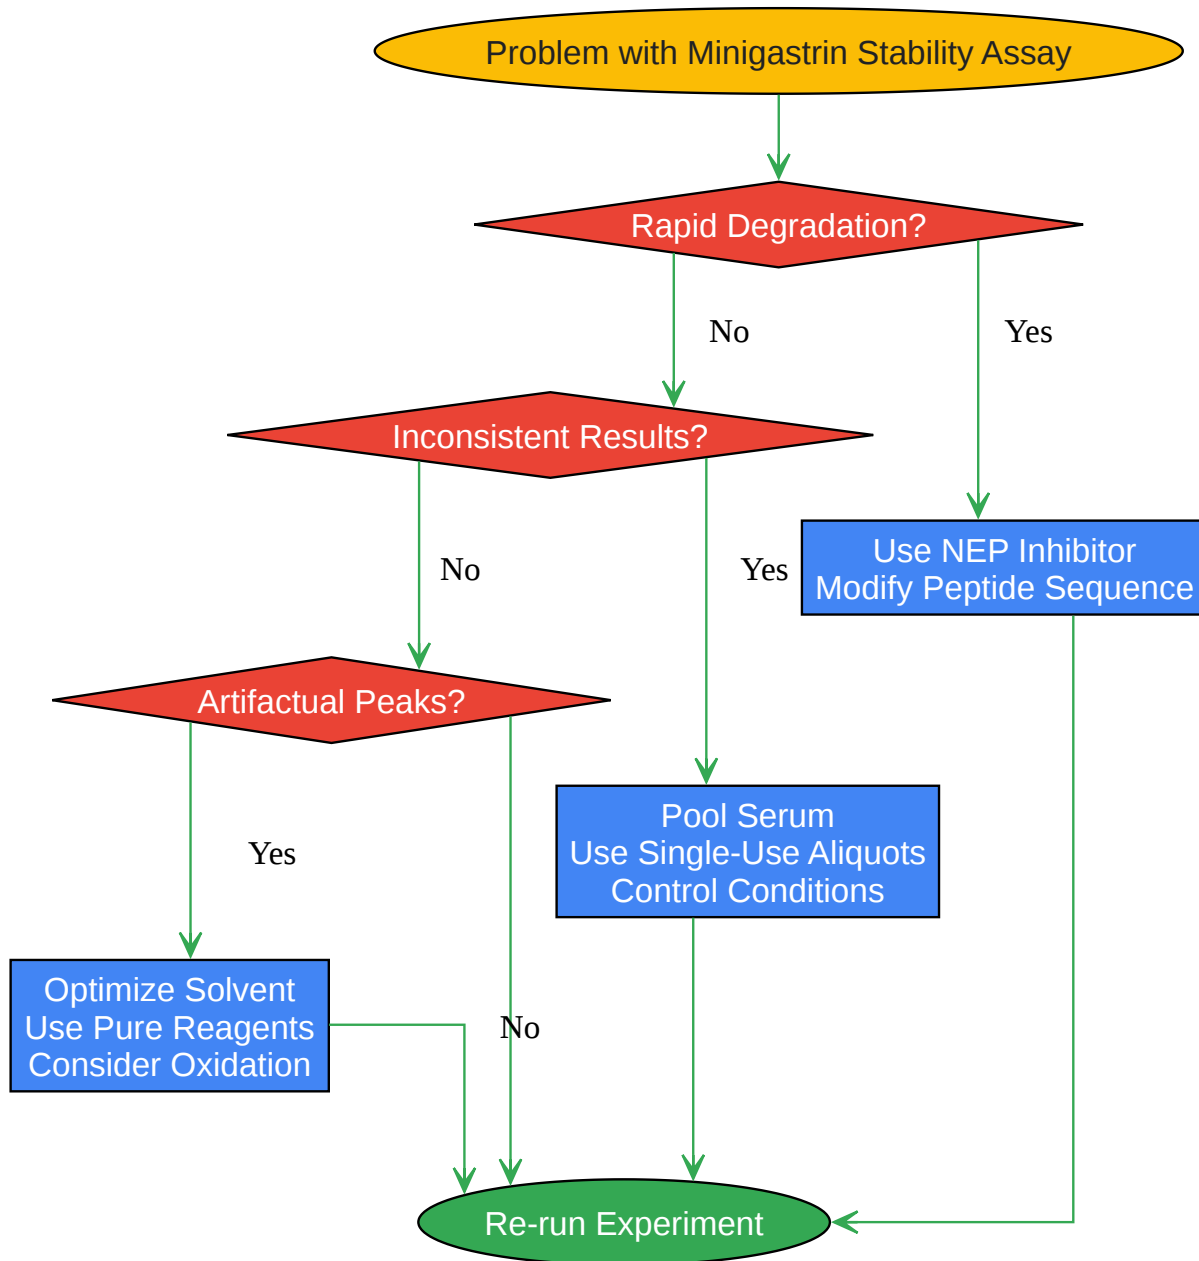 Problem with Minigastrin Stability Assay
Rapid Degradation?
No
Yes
Inconsistent Results?
No
Yes
Use NEP Inhibitor
Modify Peptide Sequence
Artifactual Peaks?
Yes
No
Pool Serum
Use Single-Use Aliquots
Control Conditions
Optimize Solvent
Use Pure Reagents
Consider Oxidation
Re-run Experiment